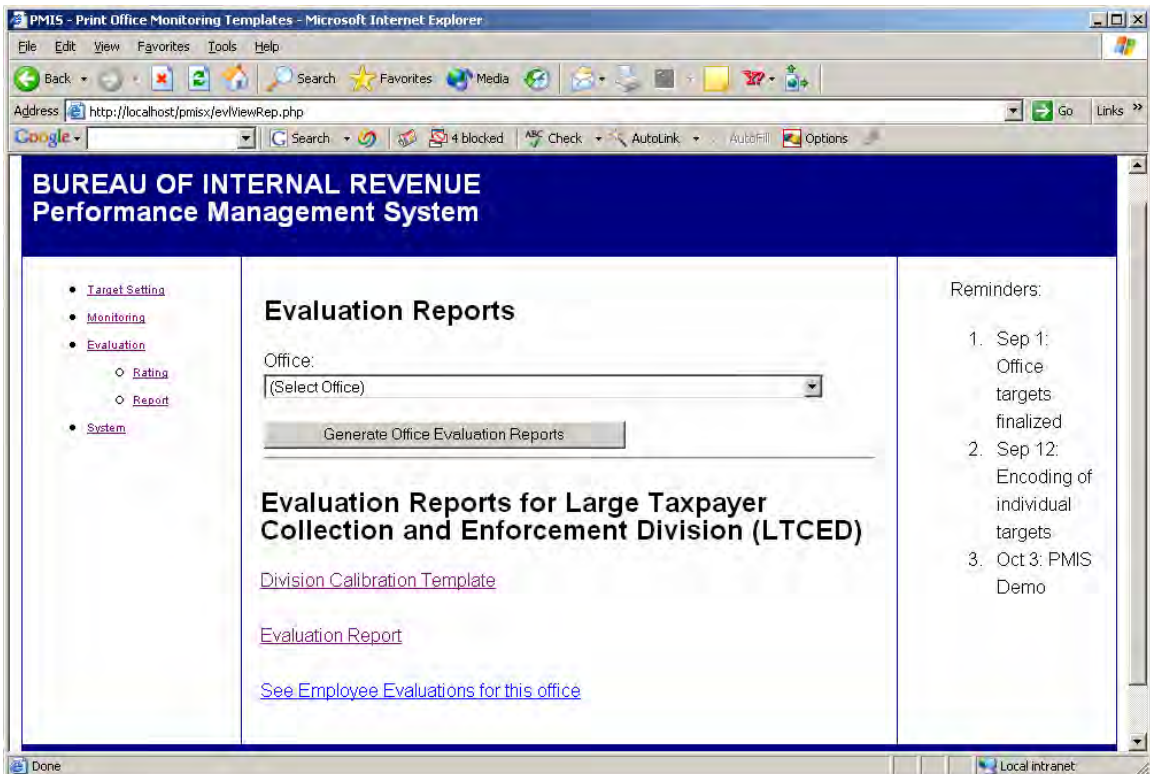 PMIS - Print Office Monitoring Templates - Microsoft Internet Explorer
File Edit View Favorites Tools Help
Back Search Favorites Media
Address http://localhost/pmisx/evlViewRep.php Go Links »
Google Search 4 blocked ABC Check AutoLink AutoFill Options
BUREAU OF INTERNAL REVENUE
Performance Management System
Target Setting
Monitoring
Evaluation
Rating
Report
System
Evaluation Reports
Office:
(Select Office)
Generate Office Evaluation Reports
Evaluation Reports for Large Taxpayer
Collection and Enforcement Division (LTCED)
Division Calibration Template
Evaluation Report
See Employee Evaluations for this office
Reminders:
1. Sep 1:
Office
targets
finalized
2. Sep 12:
Encoding of
individual
targets
3. Oct 3: PMIS
Demo
Done Local intranet